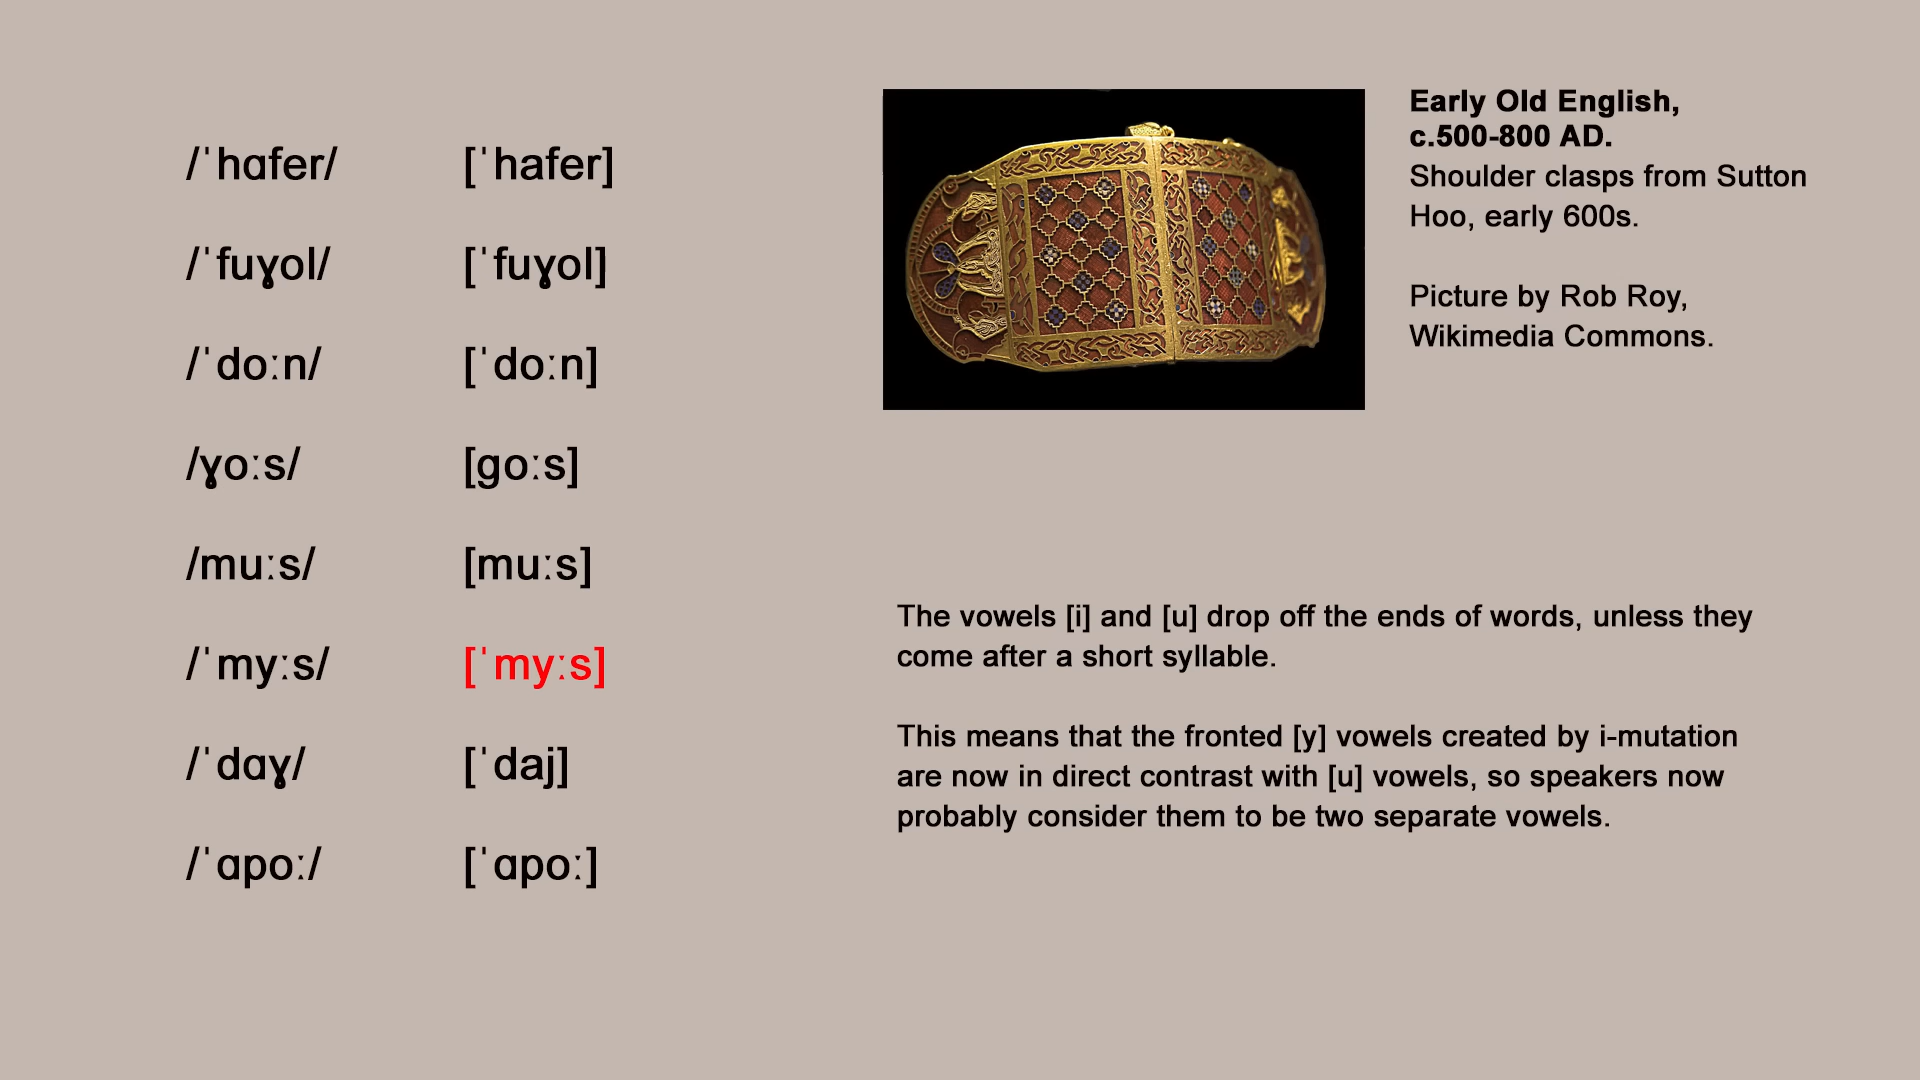 /ˈhɑfer/ [ˈhafer]
/ˈfuɣol/ [ˈfuɣol]
/ˈdoːn/ [ˈdoːn]
/ɣoːs/ [goːs]
/muːs/ [muːs]
/ˈmyːs/ [ˈmyːs]
/ˈdɑɣ/ [ˈdaj]
/ˈɑpoː/ [ˈɑpoː]
Early Old English,
c.500-800 AD.
Shoulder clasps from Sutton
Hoo, early 600s.
Picture by Rob Roy,
Wikimedia Commons.
The vowels [i] and [u] drop off the ends of words, unless they
come after a short syllable.
This means that the fronted [y] vowels created by i-mutation
are now in direct contrast with [u] vowels, so speakers now
probably consider them to be two separate vowels.